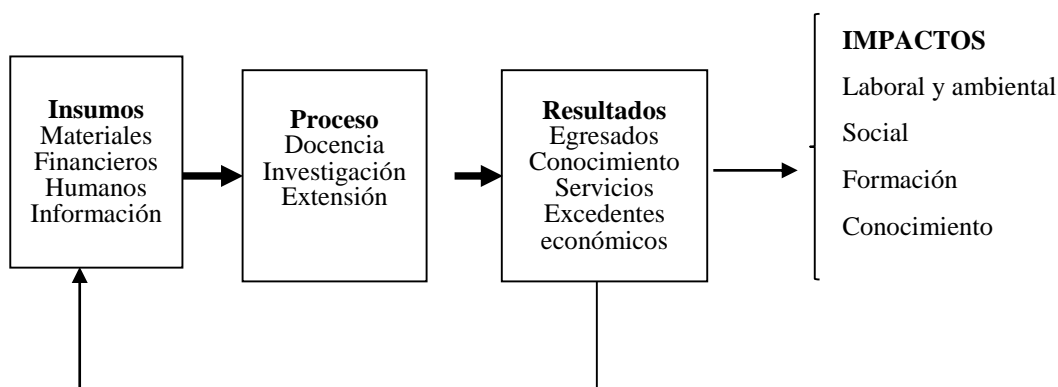 Insumos
Materiales
Financieros
Humanos
Información
Proceso
Docencia
Investigación
Extensión
Resultados
Egresados
Conocimiento
Servicios
Excedentes
económicos
IMPACTOS
Laboral y ambiental
Social
Formación
Conocimiento